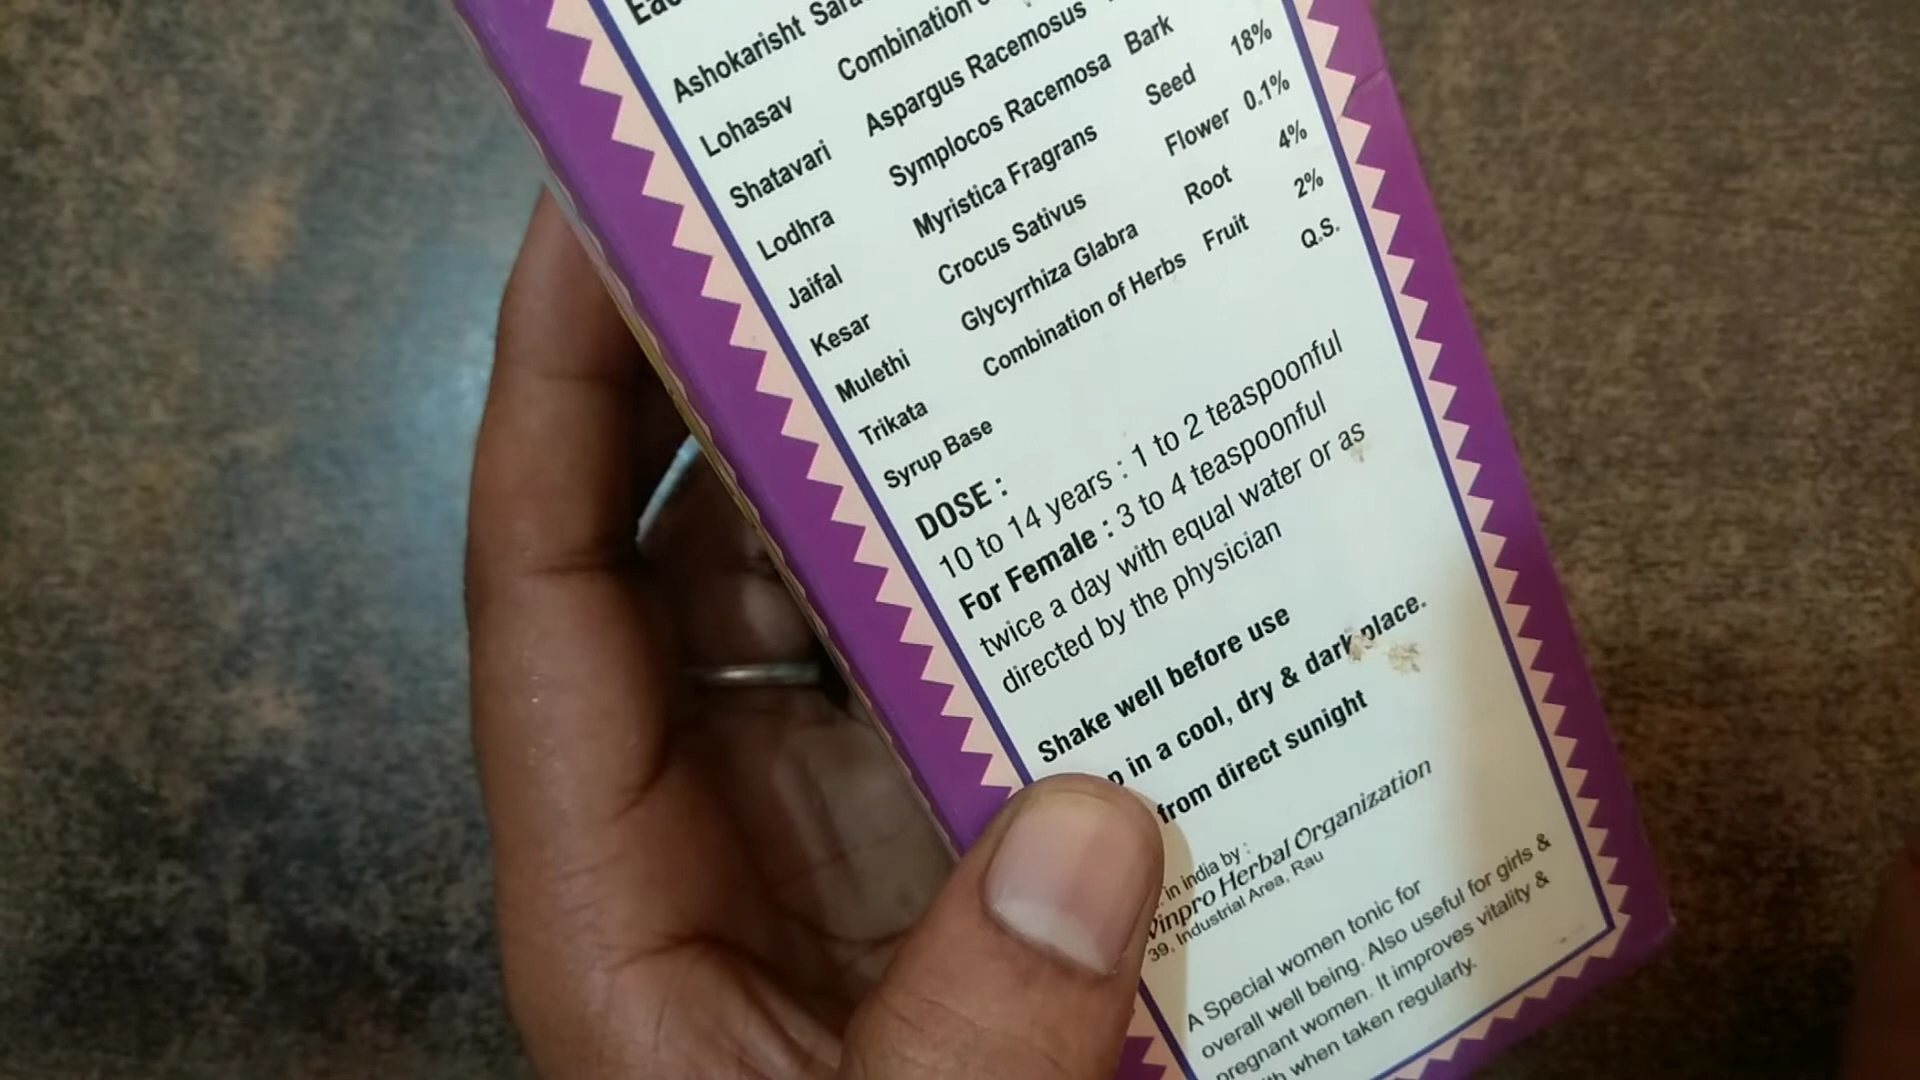 Ashokarisht
Lohasav Combination
Shatavari Aspargus Racemosus
Lodhra Symplocos Racemosa Bark
Jaifal Myristica Fragrans Seed 18%
Kesar Crocus Sativus Flower 0.1%
Mulethi Glycyrrhiza Glabra Root 4%
Trikata Combination of Herbs Fruit 2%
Syrup Base Q.S.
DOSE :
10 to 14 years : 1 to 2 teaspoonful
For Female : 3 to 4 teaspoonful
twice a day with equal water or as
directed by the physician
Shake well before use
in a cool, dry & dark place.
from direct sunight
in india by :
Vinpro Herbal Organization
39, Industrial Area, Rau
A Special women tonic for
overall well being. Also useful for girls &
pregnant women. It improves vitality &
when taken regularly.